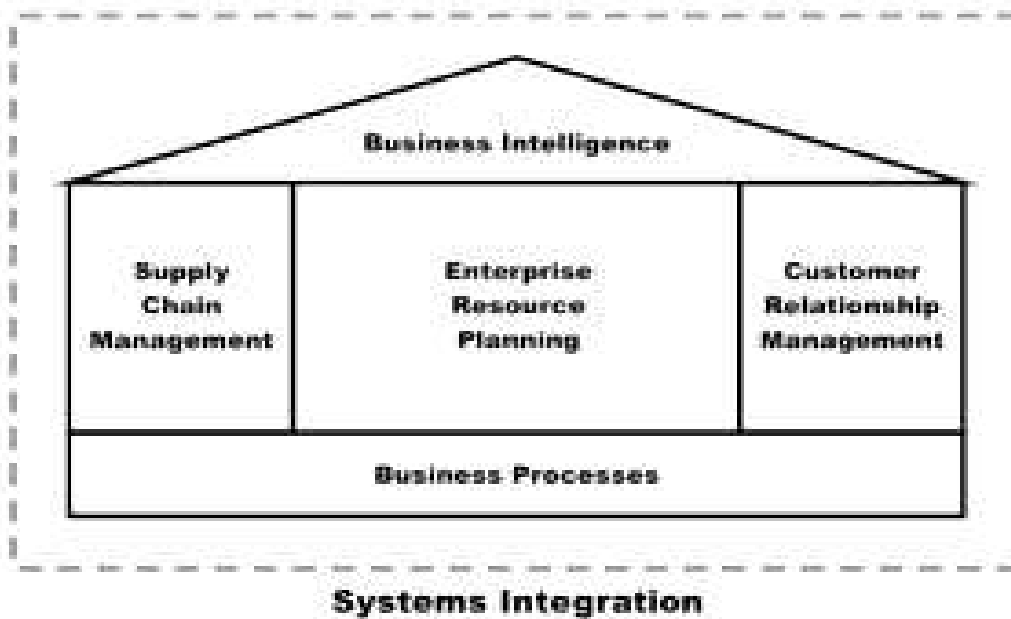 Business Intelligence
Supply
Chain
Management
Enterprise
Resource
Planning
Customer
Relationship
Management
Business Processes
Systems Integration